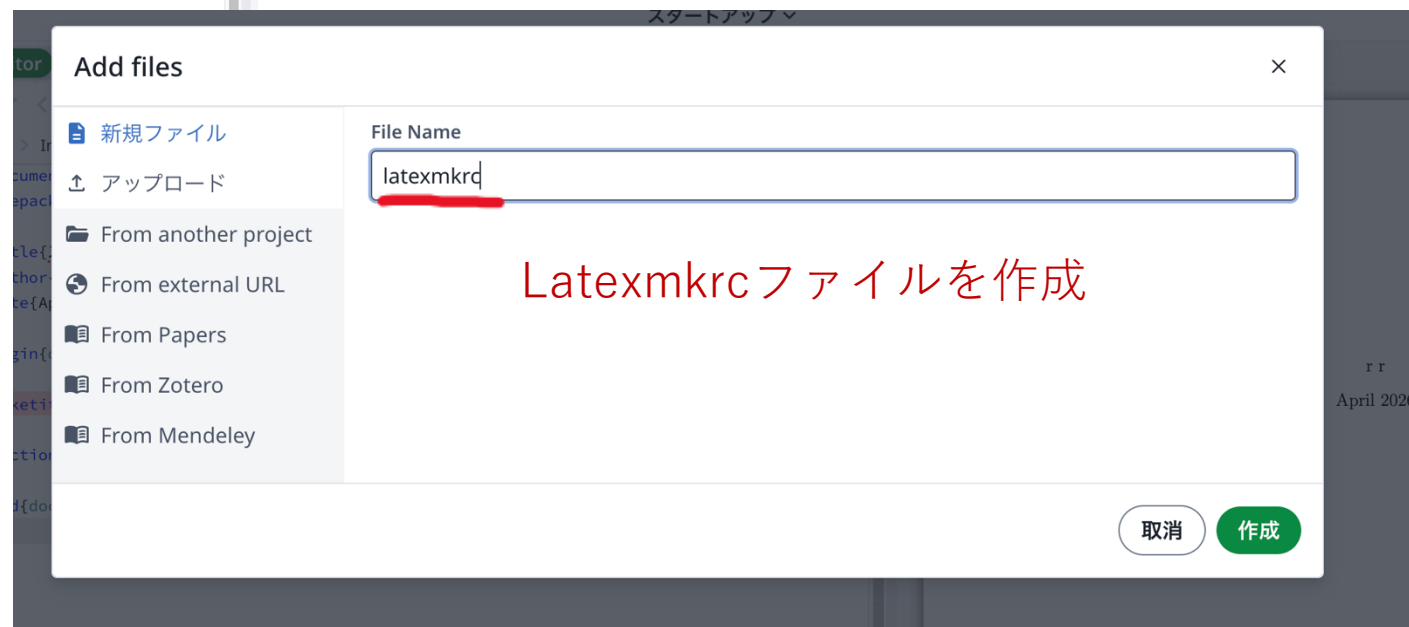 スタートアップ
Add files
tor
新規ファイル
アップロード
From another project
From external URL
From Papers
From Zotero
From Mendeley
File Name
latexmkrc
Latexmkrcファイルを作成
r r
April 202
取消
作成